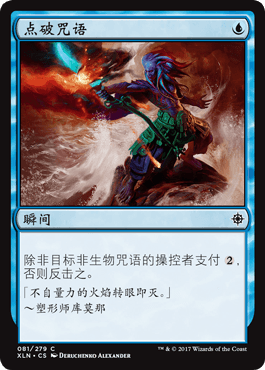 点破咒语
瞬间
除非目标非生物咒语的操控者支付2，
否则反击之。
「不自量力的火焰转眼即灭。」
～塑形师库莫那
081/279 C
XLN • CS DERUCHENKO ALEXANDER
™ & © 2017 Wizards of the Coast